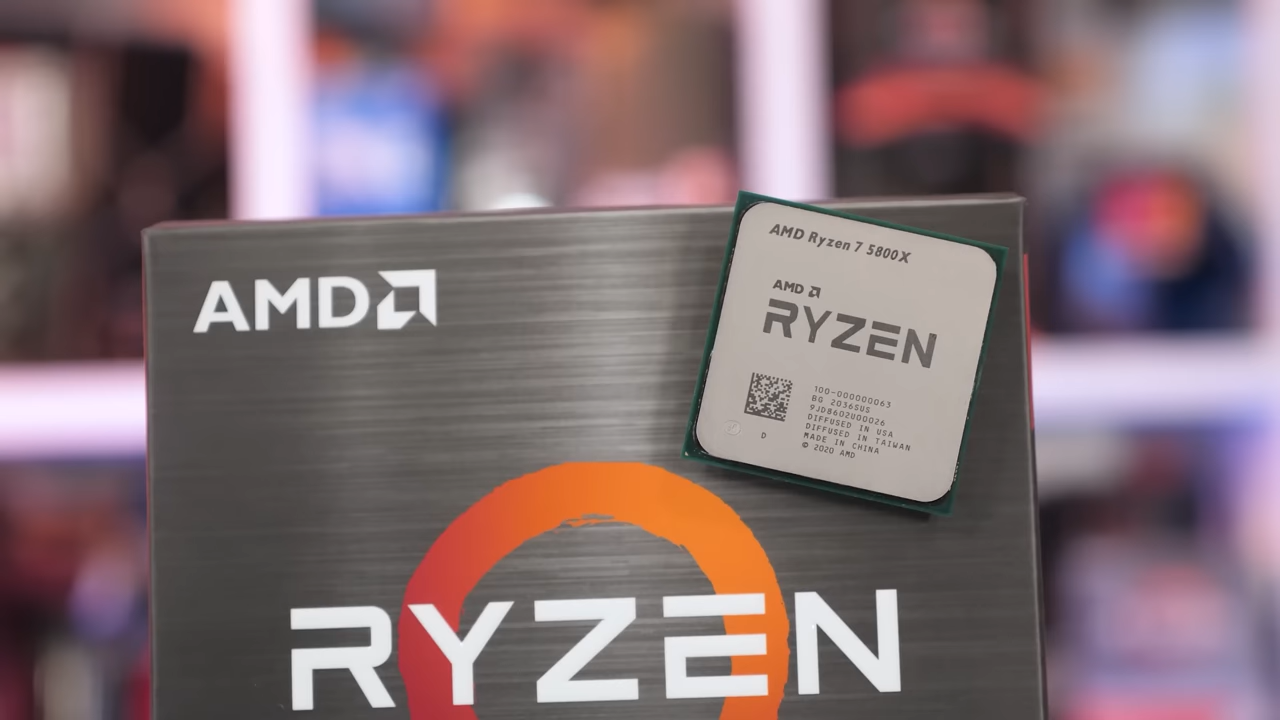 AMD
RYZEN
AMD Ryzen 7 5800X
AMD
RYZEN
100-000000063
BG 2036SUS
9JD8602U00026
DIFFUSED IN USA
DIFFUSED IN TAIWAN
MADE IN CHINA
© 2020 AMD
D